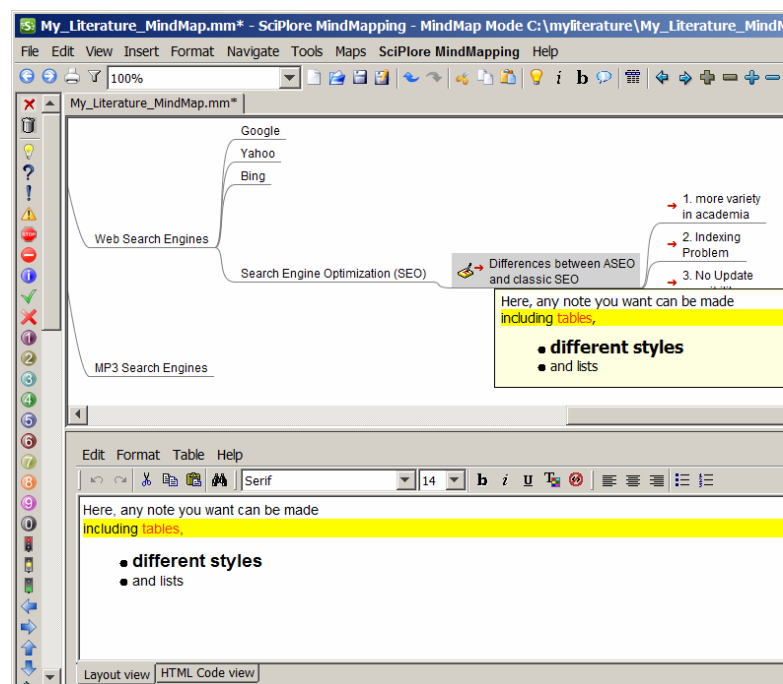 My_Literature_MindMap.mm* - SciPlore MindMapping - MindMap Mode C:\myliterature\My_Literature_MindM
File Edit View Insert Format Navigate Tools Maps SciPlore MindMapping Help
100%
My_Literature_MindMap.mm*
Google
Yahoo
Bing
Web Search Engines
Search Engine Optimization (SEO)
Differences between ASEO
and classic SEO
1. more variety
in academia
2. Indexing
Problem
3. No Update
Here, any note you want can be made
including tables,
different styles
and lists
MP3 Search Engines
Edit Format Table Help
Serif 14 b i u
Here, any note you want can be made
including tables,
different styles
and lists
Layout view HTML Code view